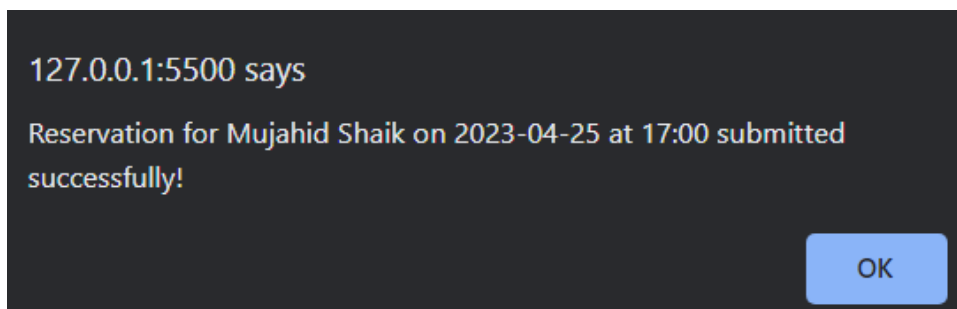 127.0.0.1:5500 says
Reservation for Mujahid Shaik on 2023-04-25 at 17:00 submitted
successfully!
OK